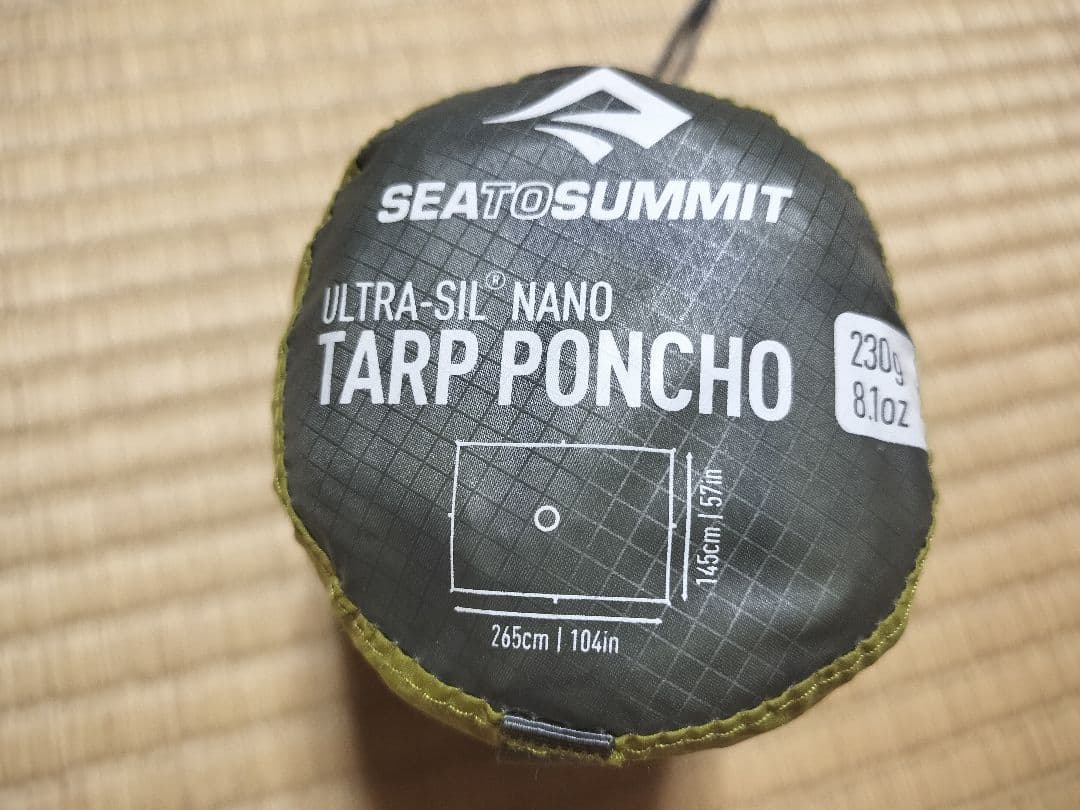 SEATOSUMMIT
ULTRA-SIL® NANO
TARP PONCHO
230g
8.1oz
145cm | 57in
265cm | 104in